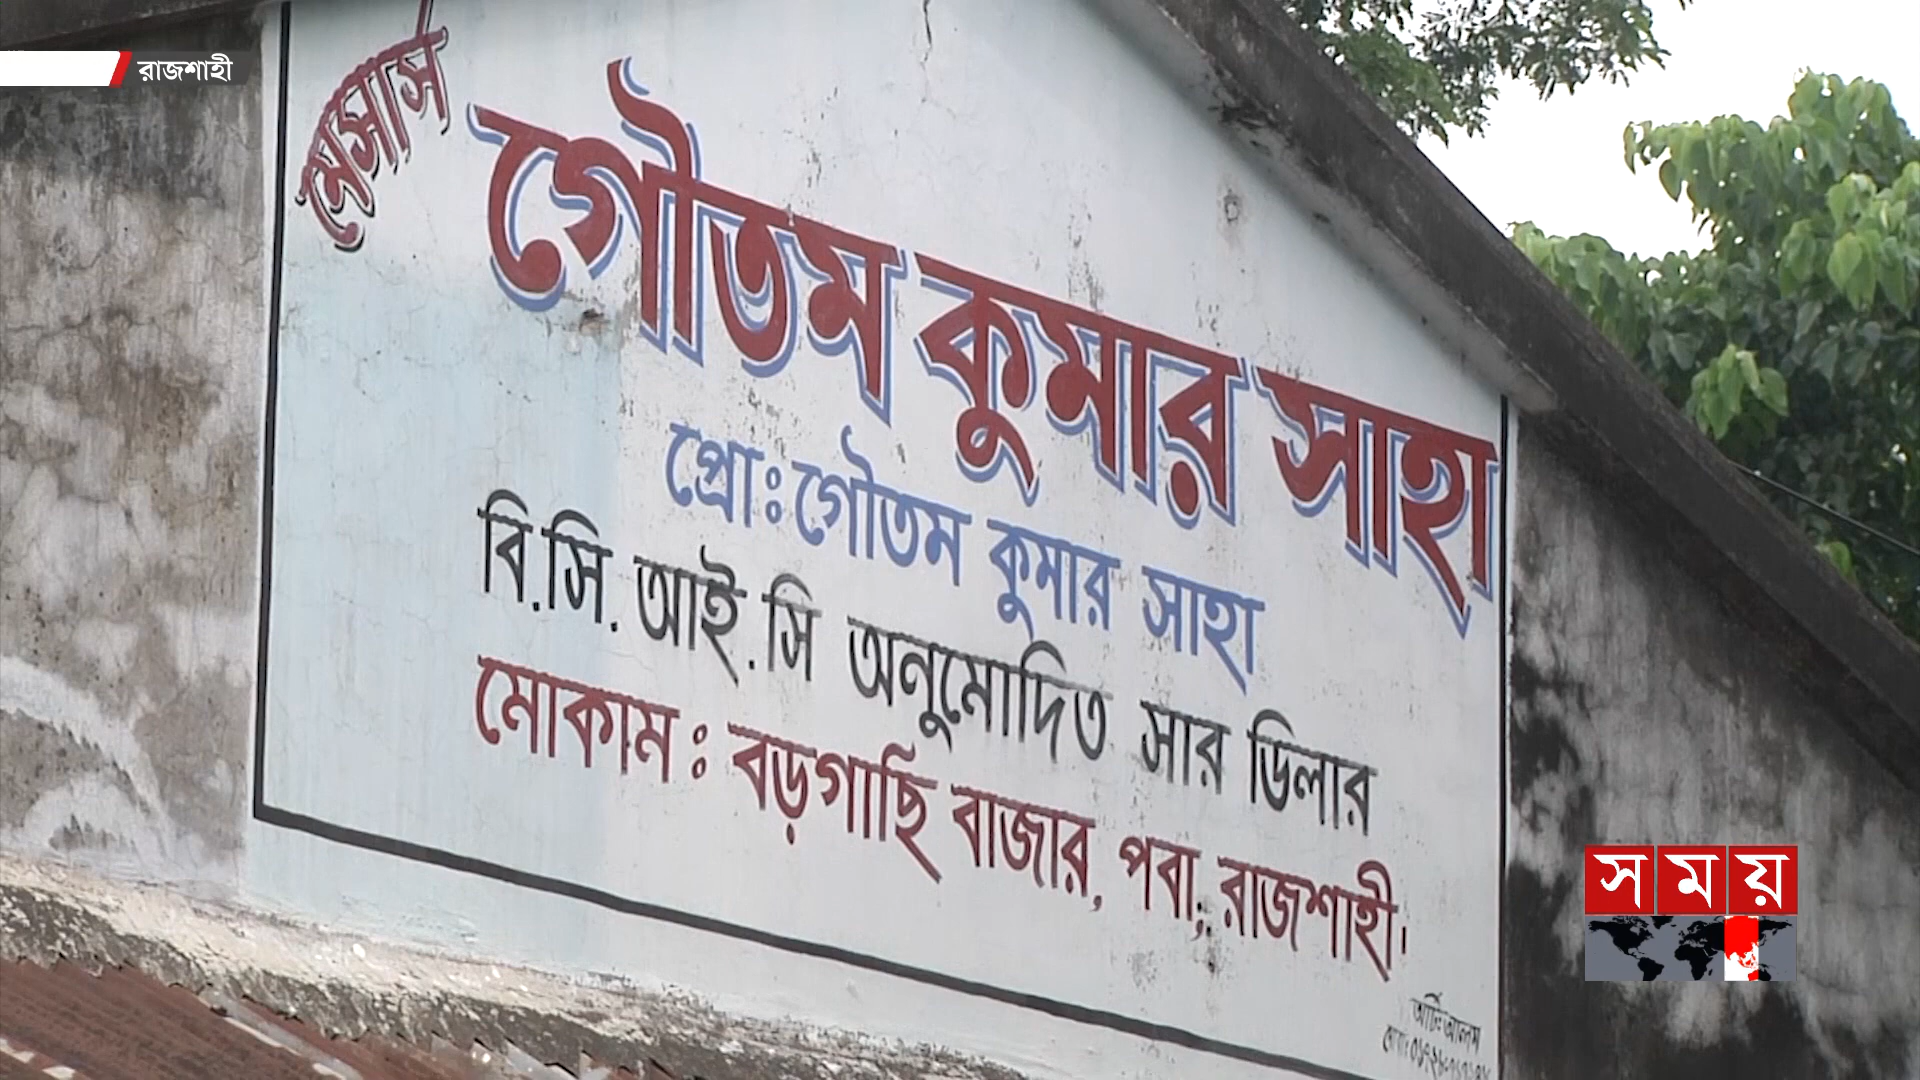 রাজশাহী
মেসার্স
গৌতম কুমার সাহা
প্রোঃ গৌতম কুমার সাহা
বি.সি.আই.সি অনুমোদিত সার ডিলার
মোকাম : বড়গাছি বাজার, পবা, রাজশাহী।
সময়